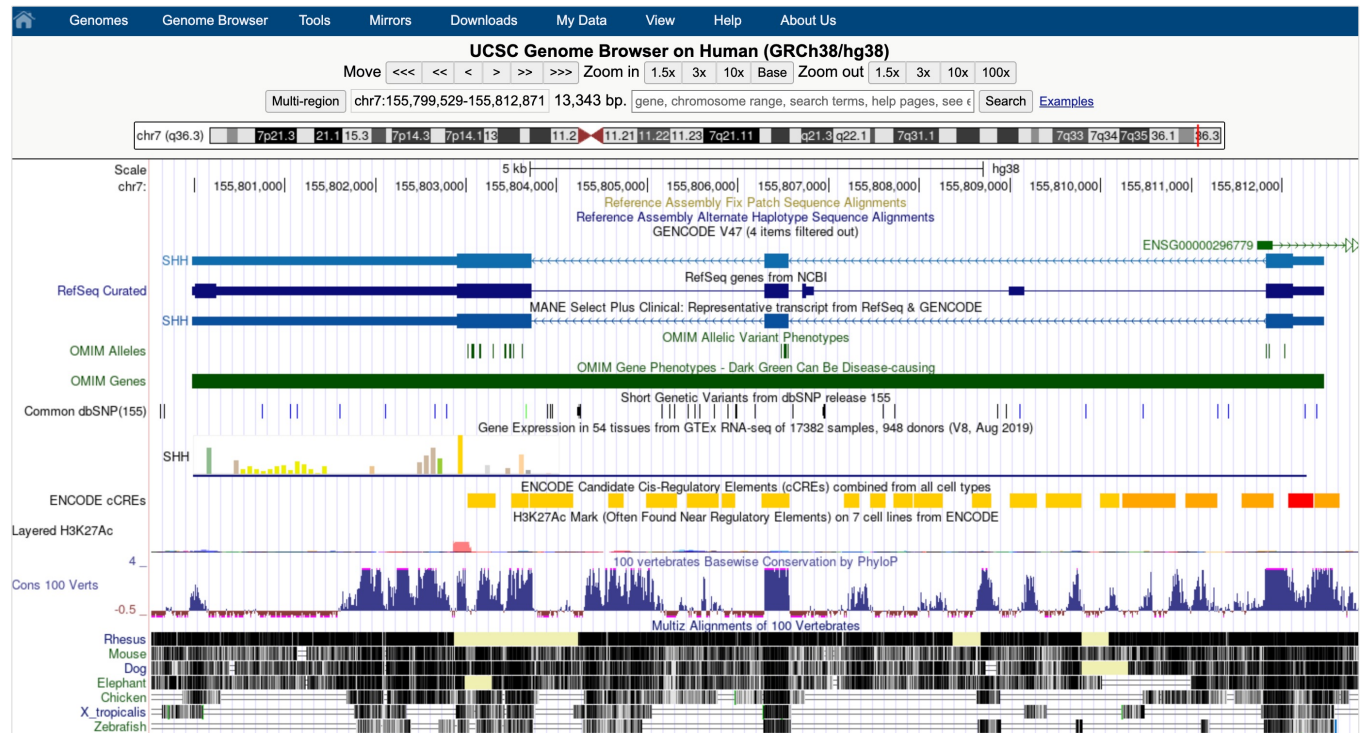 Genomes Genome Browser Tools Mirrors Downloads My Data View Help About Us
UCSC Genome Browser on Human (GRCh38/hg38)
Move <<< << < > >> >>> Zoom in 1.5x 3x 10x Base Zoom out 1.5x 3x 10x 100x
Multi-region chr7:155,799,529-155,812,871 13,343 bp. gene, chromosome range, search terms, help pages, see e Search Examples
chr7 (q36.3) 7p21.3 21.1 15.3 7p14.3 7p14.1 13 11.2 11.21 11.22 11.23 7q21.11 q21.3 q22.1 7q31.1 7q33 7q34 7q35 36.1 36.3
Scale 5 kb hg38
chr7: 155,801,000 155,802,000 155,803,000 155,804,000 155,805,000 155,806,000 155,807,000 155,808,000 155,809,000 155,810,000 155,811,000 155,812,000
Reference Assembly Fix Patch Sequence Alignments
Reference Assembly Alternate Haplotype Sequence Alignments
GENCODE V47 (4 items filtered out)
ENSG00000296779
SHH
RefSeq genes from NCBI
RefSeq Curated
MANE Select Plus Clinical: Representative transcript from RefSeq & GENCODE
SHH
OMIM Allelic Variant Phenotypes
OMIM Alleles
OMIM Gene Phenotypes - Dark Green Can Be Disease-causing
OMIM Genes
Short Genetic Variants from dbSNP release 155
Common dbSNP(155)
Gene Expression in 54 tissues from GTEx RNA-seq of 17382 samples, 948 donors (V8, Aug 2019)
SHH
ENCODE Candidate Cis-Regulatory Elements (cCREs) combined from all cell types
ENCODE cCREs
H3K27Ac Mark (Often Found Near Regulatory Elements) on 7 cell lines from ENCODE
Layered H3K27Ac
100 vertebrates Basewise Conservation by PhyloP
4 _
Cons 100 Verts
-0.5 _
Multiz Alignments of 100 Vertebrates
Rhesus
Mouse
Dog
Elephant
Chicken
X_tropicalis
Zebrafish